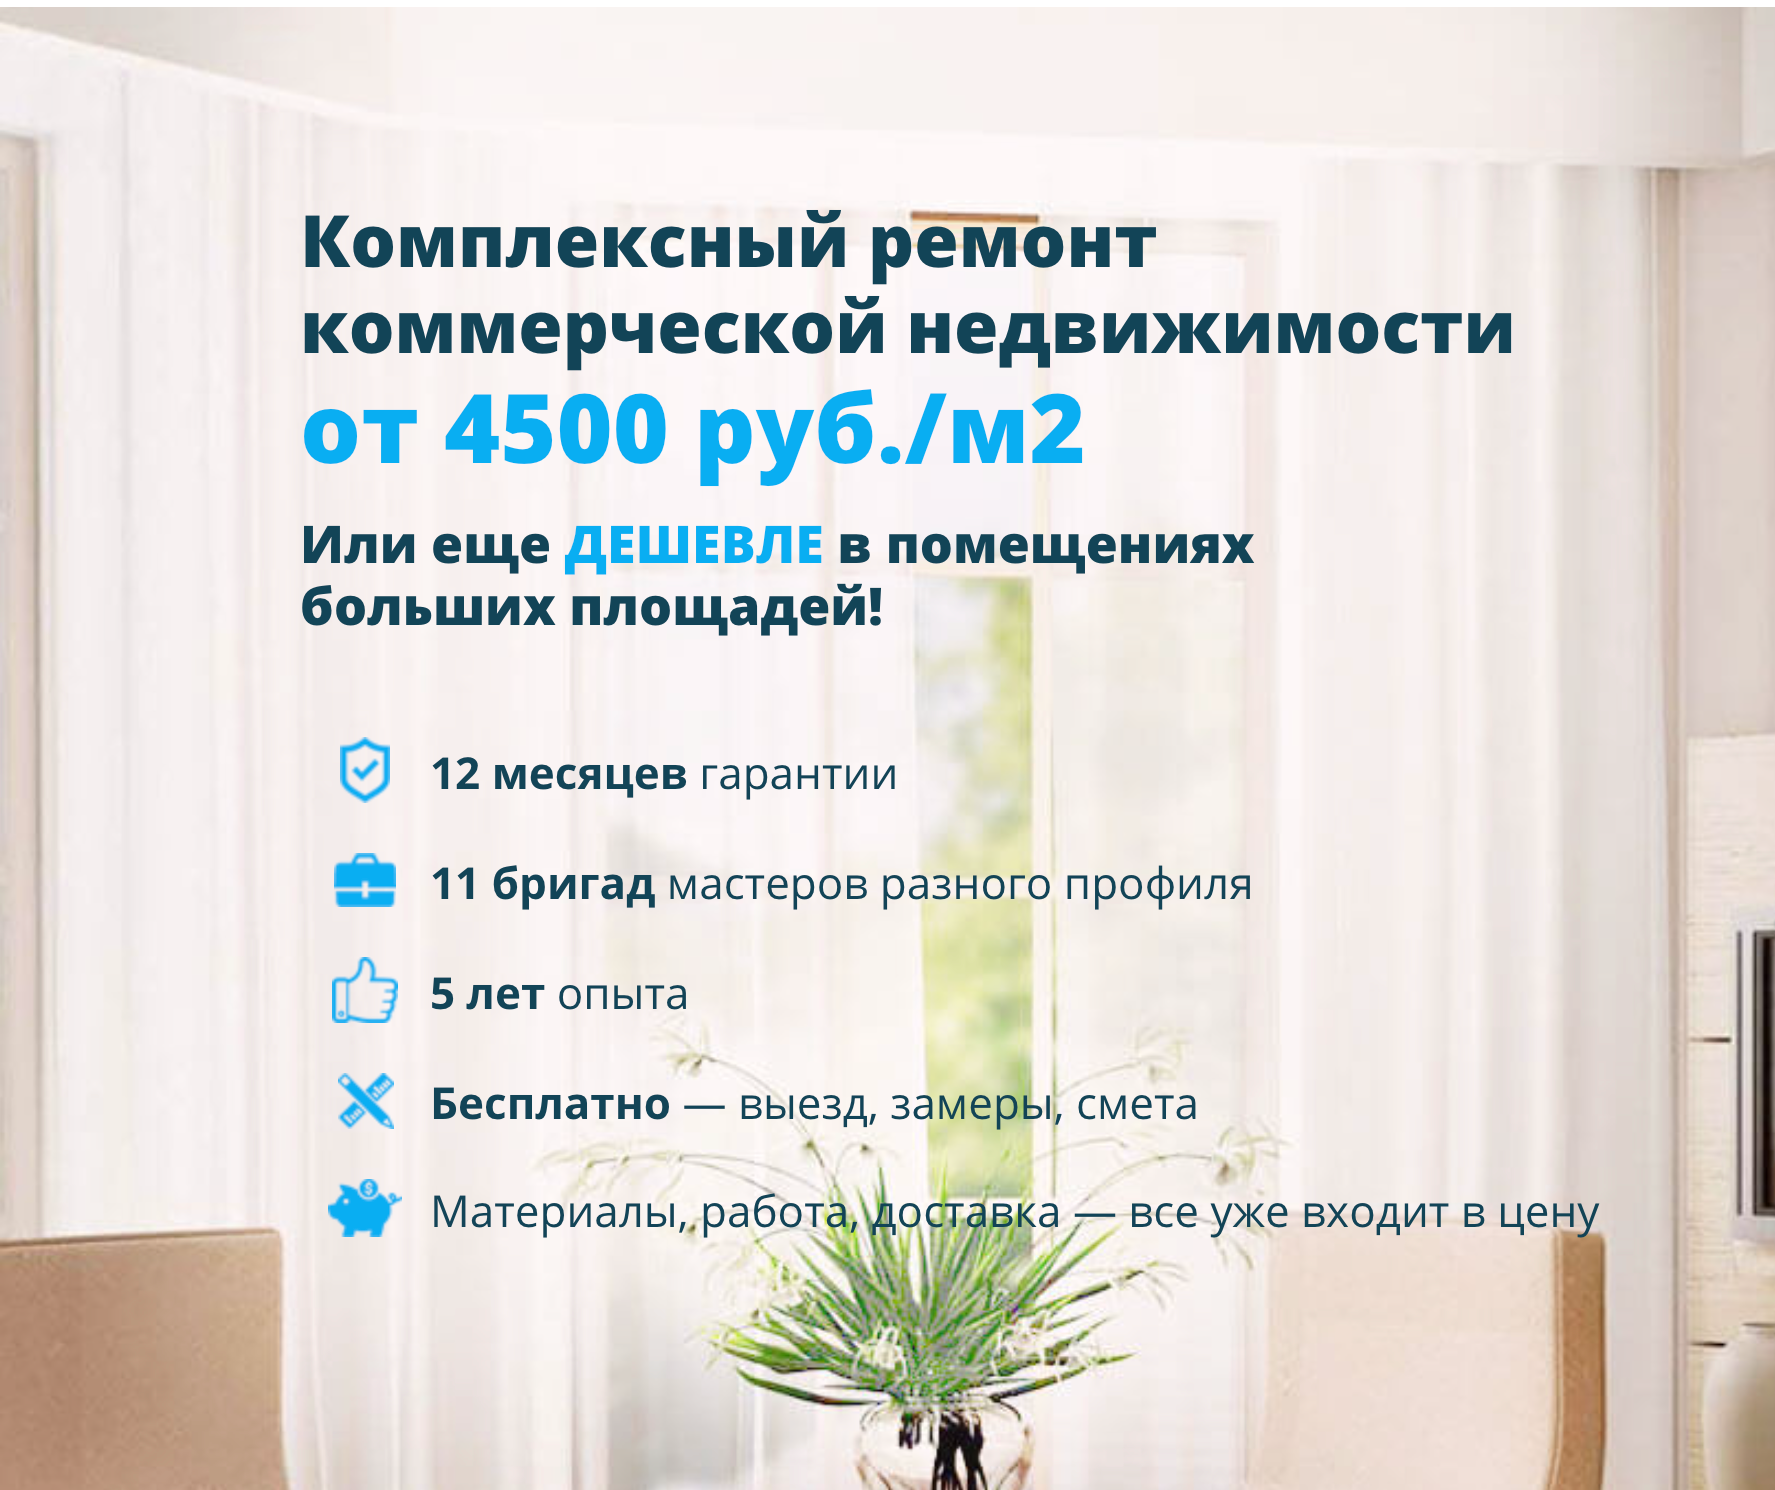 Комплексный ремонт
коммерческой недвижимости
от 4500 руб./м2
Или еще ДЕШЕВЛЕ в помещениях
больших площадей!
12 месяцев гарантии
11 бригад мастеров разного профиля
5 лет опыта
Бесплатно — выезд, замеры, смета
Материалы, работа, доставка — все уже входит в цену